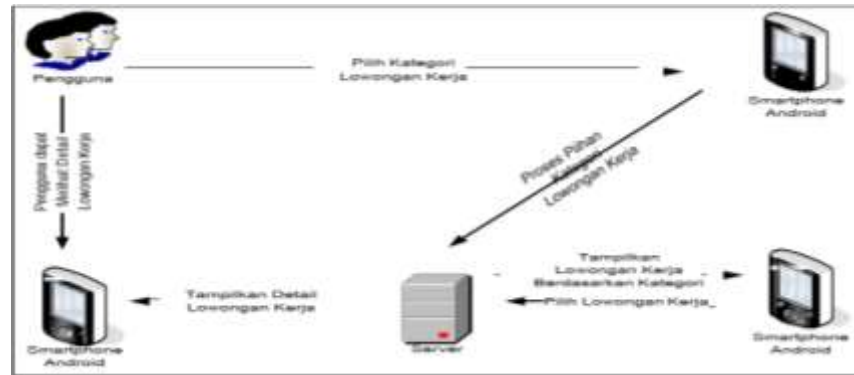 Pengguna
Pilih Kategori
Lowongan Kerja
Smartphone
Android
Proses Pilihan
Kategori
Lowongan Kerja
Pengguna dapat
Melihat Detail
Lowongan Kerja
Tampilkan
Lowongan Kerja
Berdasarkan Kategori
Pilih Lowongan Kerja
Tampilkan Detail
Lowongan Kerja
Smartphone
Android
Server
Smartphone
Android